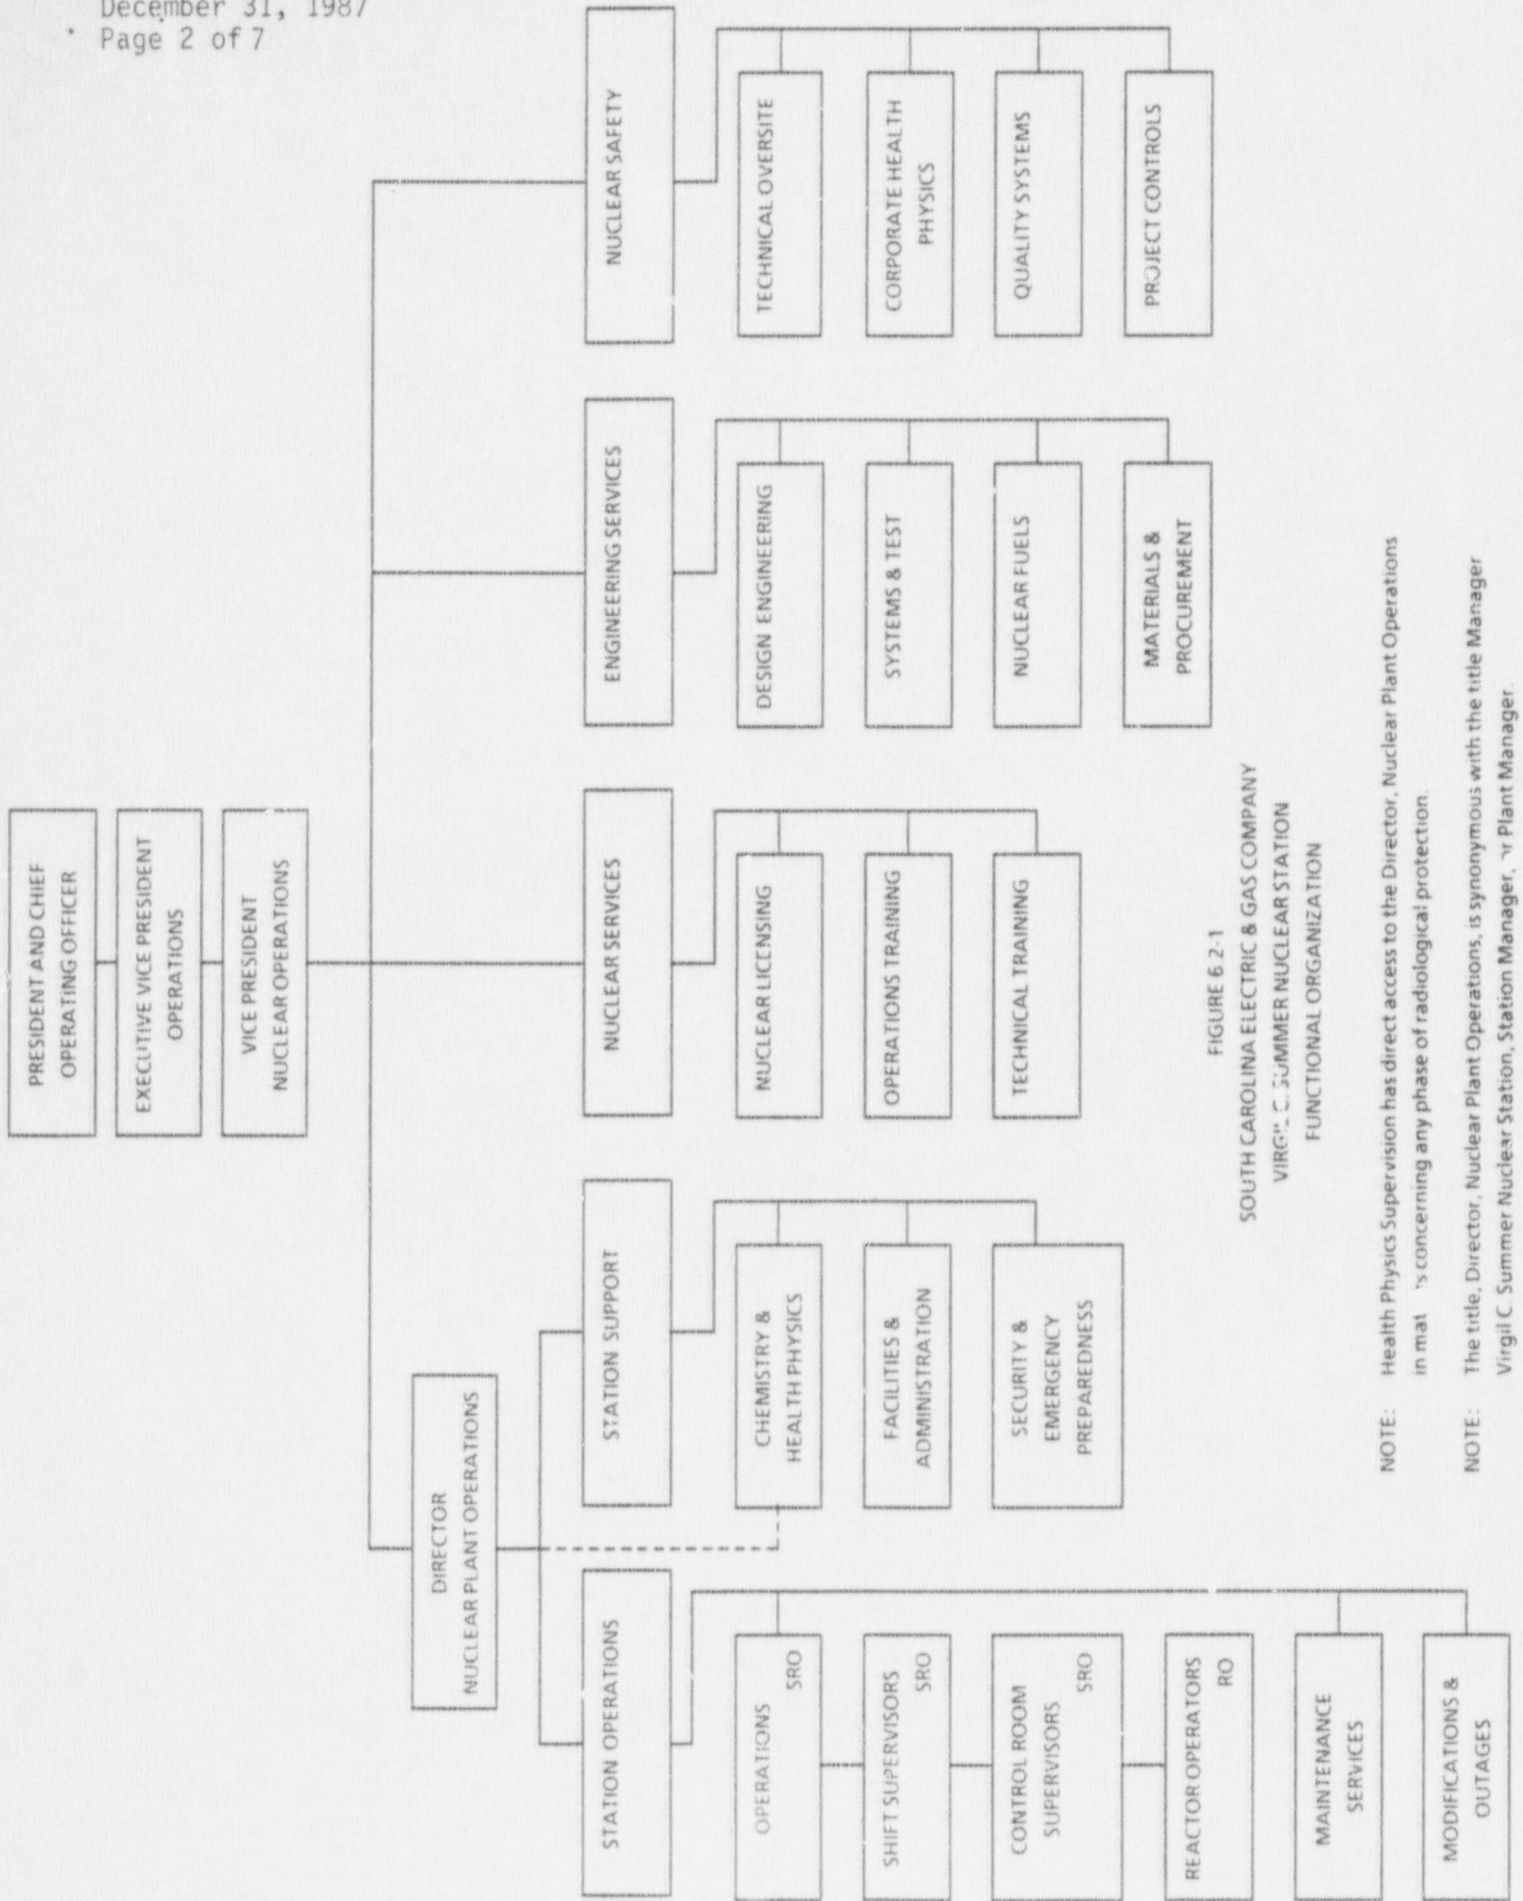 December 31, 1987
Page 2 of 7
PRESIDENT AND CHIEF
OPERATING OFFICER
EXECUTIVE VICE PRESIDENT
OPERATIONS
VICE PRESIDENT
NUCLEAR OPERATIONS
DIRECTOR
NUCLEAR PLANT OPERATIONS
STATION OPERATIONS
STATION SUPPORT
NUCLEAR SERVICES
ENGINEERING SERVICES
NUCLEAR SAFETY
OPERATIONS
SRO
SHIFT SUPERVISORS
SRO
CONTROL ROOM
SUPERVISORS
SRO
REACTOR OPERATORS
RO
MAINTENANCE
SERVICES
MODIFICATIONS &
OUTAGES
CHEMISTRY &
HEALTH PHYSICS
FACILITIES &
ADMINISTRATION
SECURITY &
EMERGENCY
PREPAREDNESS
NUCLEAR LICENSING
OPERATIONS TRAINING
TECHNICAL TRAINING
DESIGN ENGINEERING
SYSTEMS & TEST
NUCLEAR FUELS
MATERIALS &
PROCUREMENT
TECHNICAL OVERSITE
CORPORATE HEALTH
PHYSICS
QUALITY SYSTEMS
PROJECT CONTROLS
FIGURE 6.2-1
SOUTH CAROLINA ELECTRIC & GAS COMPANY
SUMMER NUCLEAR STATION
FUNCTIONAL ORGANIZATION
NOTE: Health Physics Supervision has direct access to the Director, Nuclear Plant Operations
in concerning any phase of radiological protection.
NOTE: The title, Director, Nuclear Plant Operations, is synonymous with the title Manager
Virgil C. Summer Nuclear Station, Station Manager, or Plant Manager.